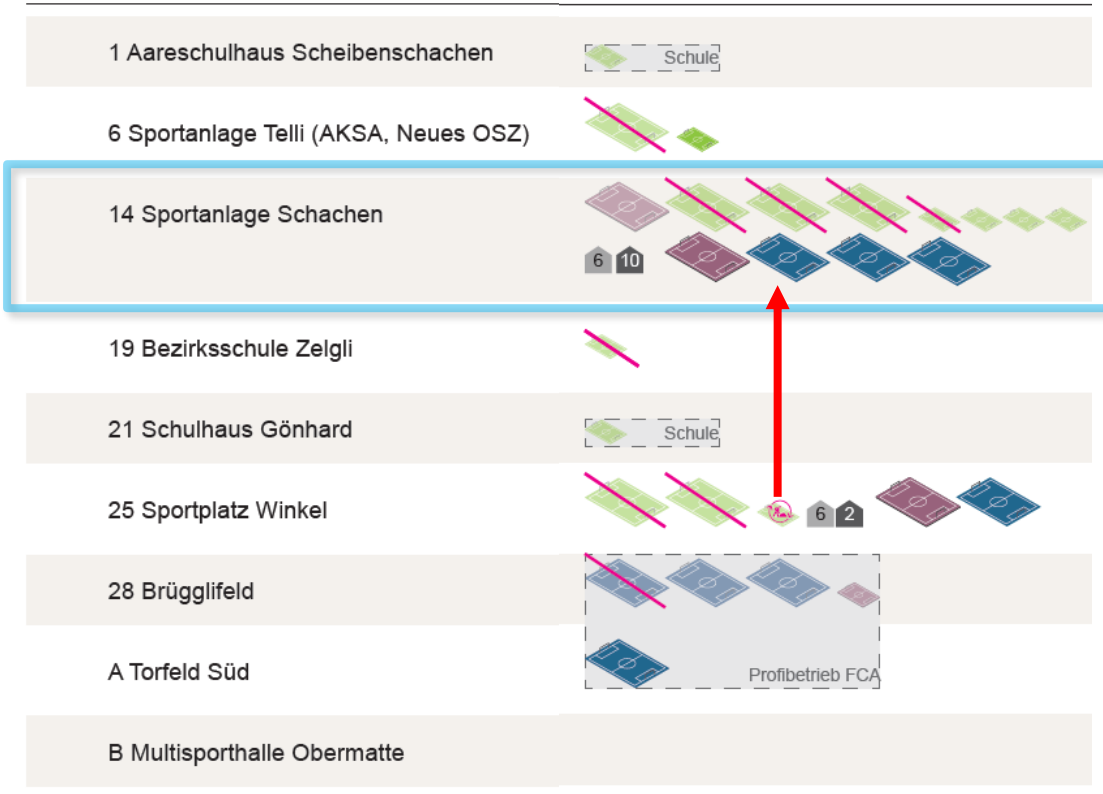 1 Aareschulhaus Scheibenschachen
Schule
6 Sportanlage Telli (AKSA, Neues OSZ)
14 Sportanlage Schachen
6 10
19 Bezirksschule Zelgli
21 Schulhaus Gönhard
Schule
25 Sportplatz Winkel
6 2
28 Brügglifeld
A Torfeld Süd
Profibetrieb FCA
B Multisporthalle Obermatte